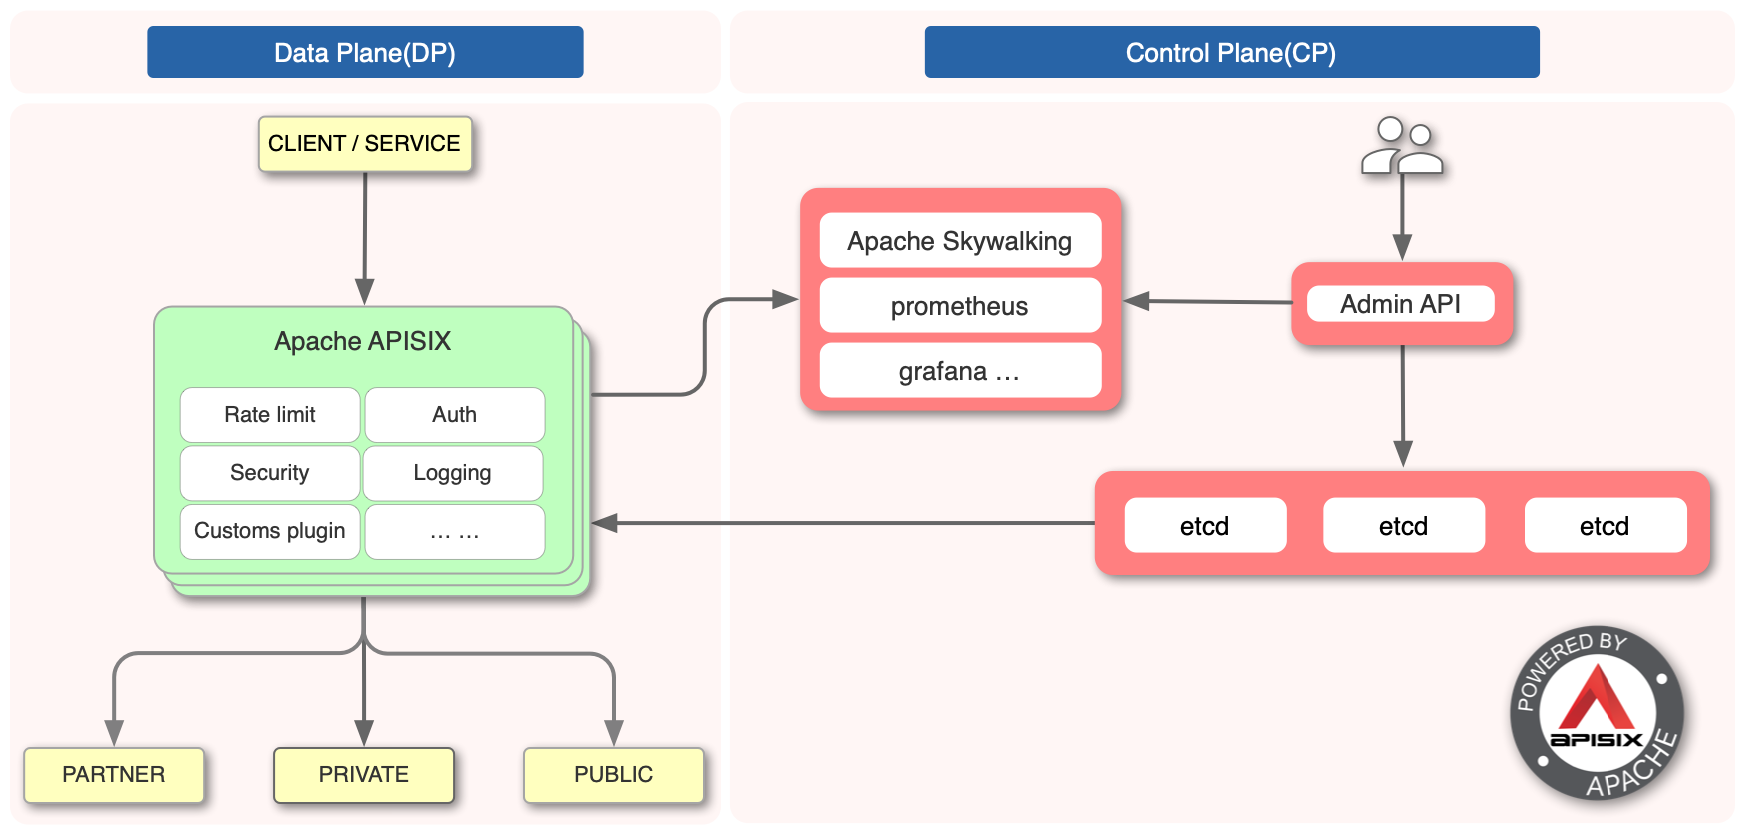 Data Plane(DP)
Control Plane(CP)
CLIENT / SERVICE
Apache APISIX
Rate limit
Auth
Security
Logging
Customs plugin
... ...
PARTNER
PRIVATE
PUBLIC
Apache Skywalking
prometheus
grafana ...
Admin API
etcd
etcd
etcd
POWERED BY
APISIX
APACHE